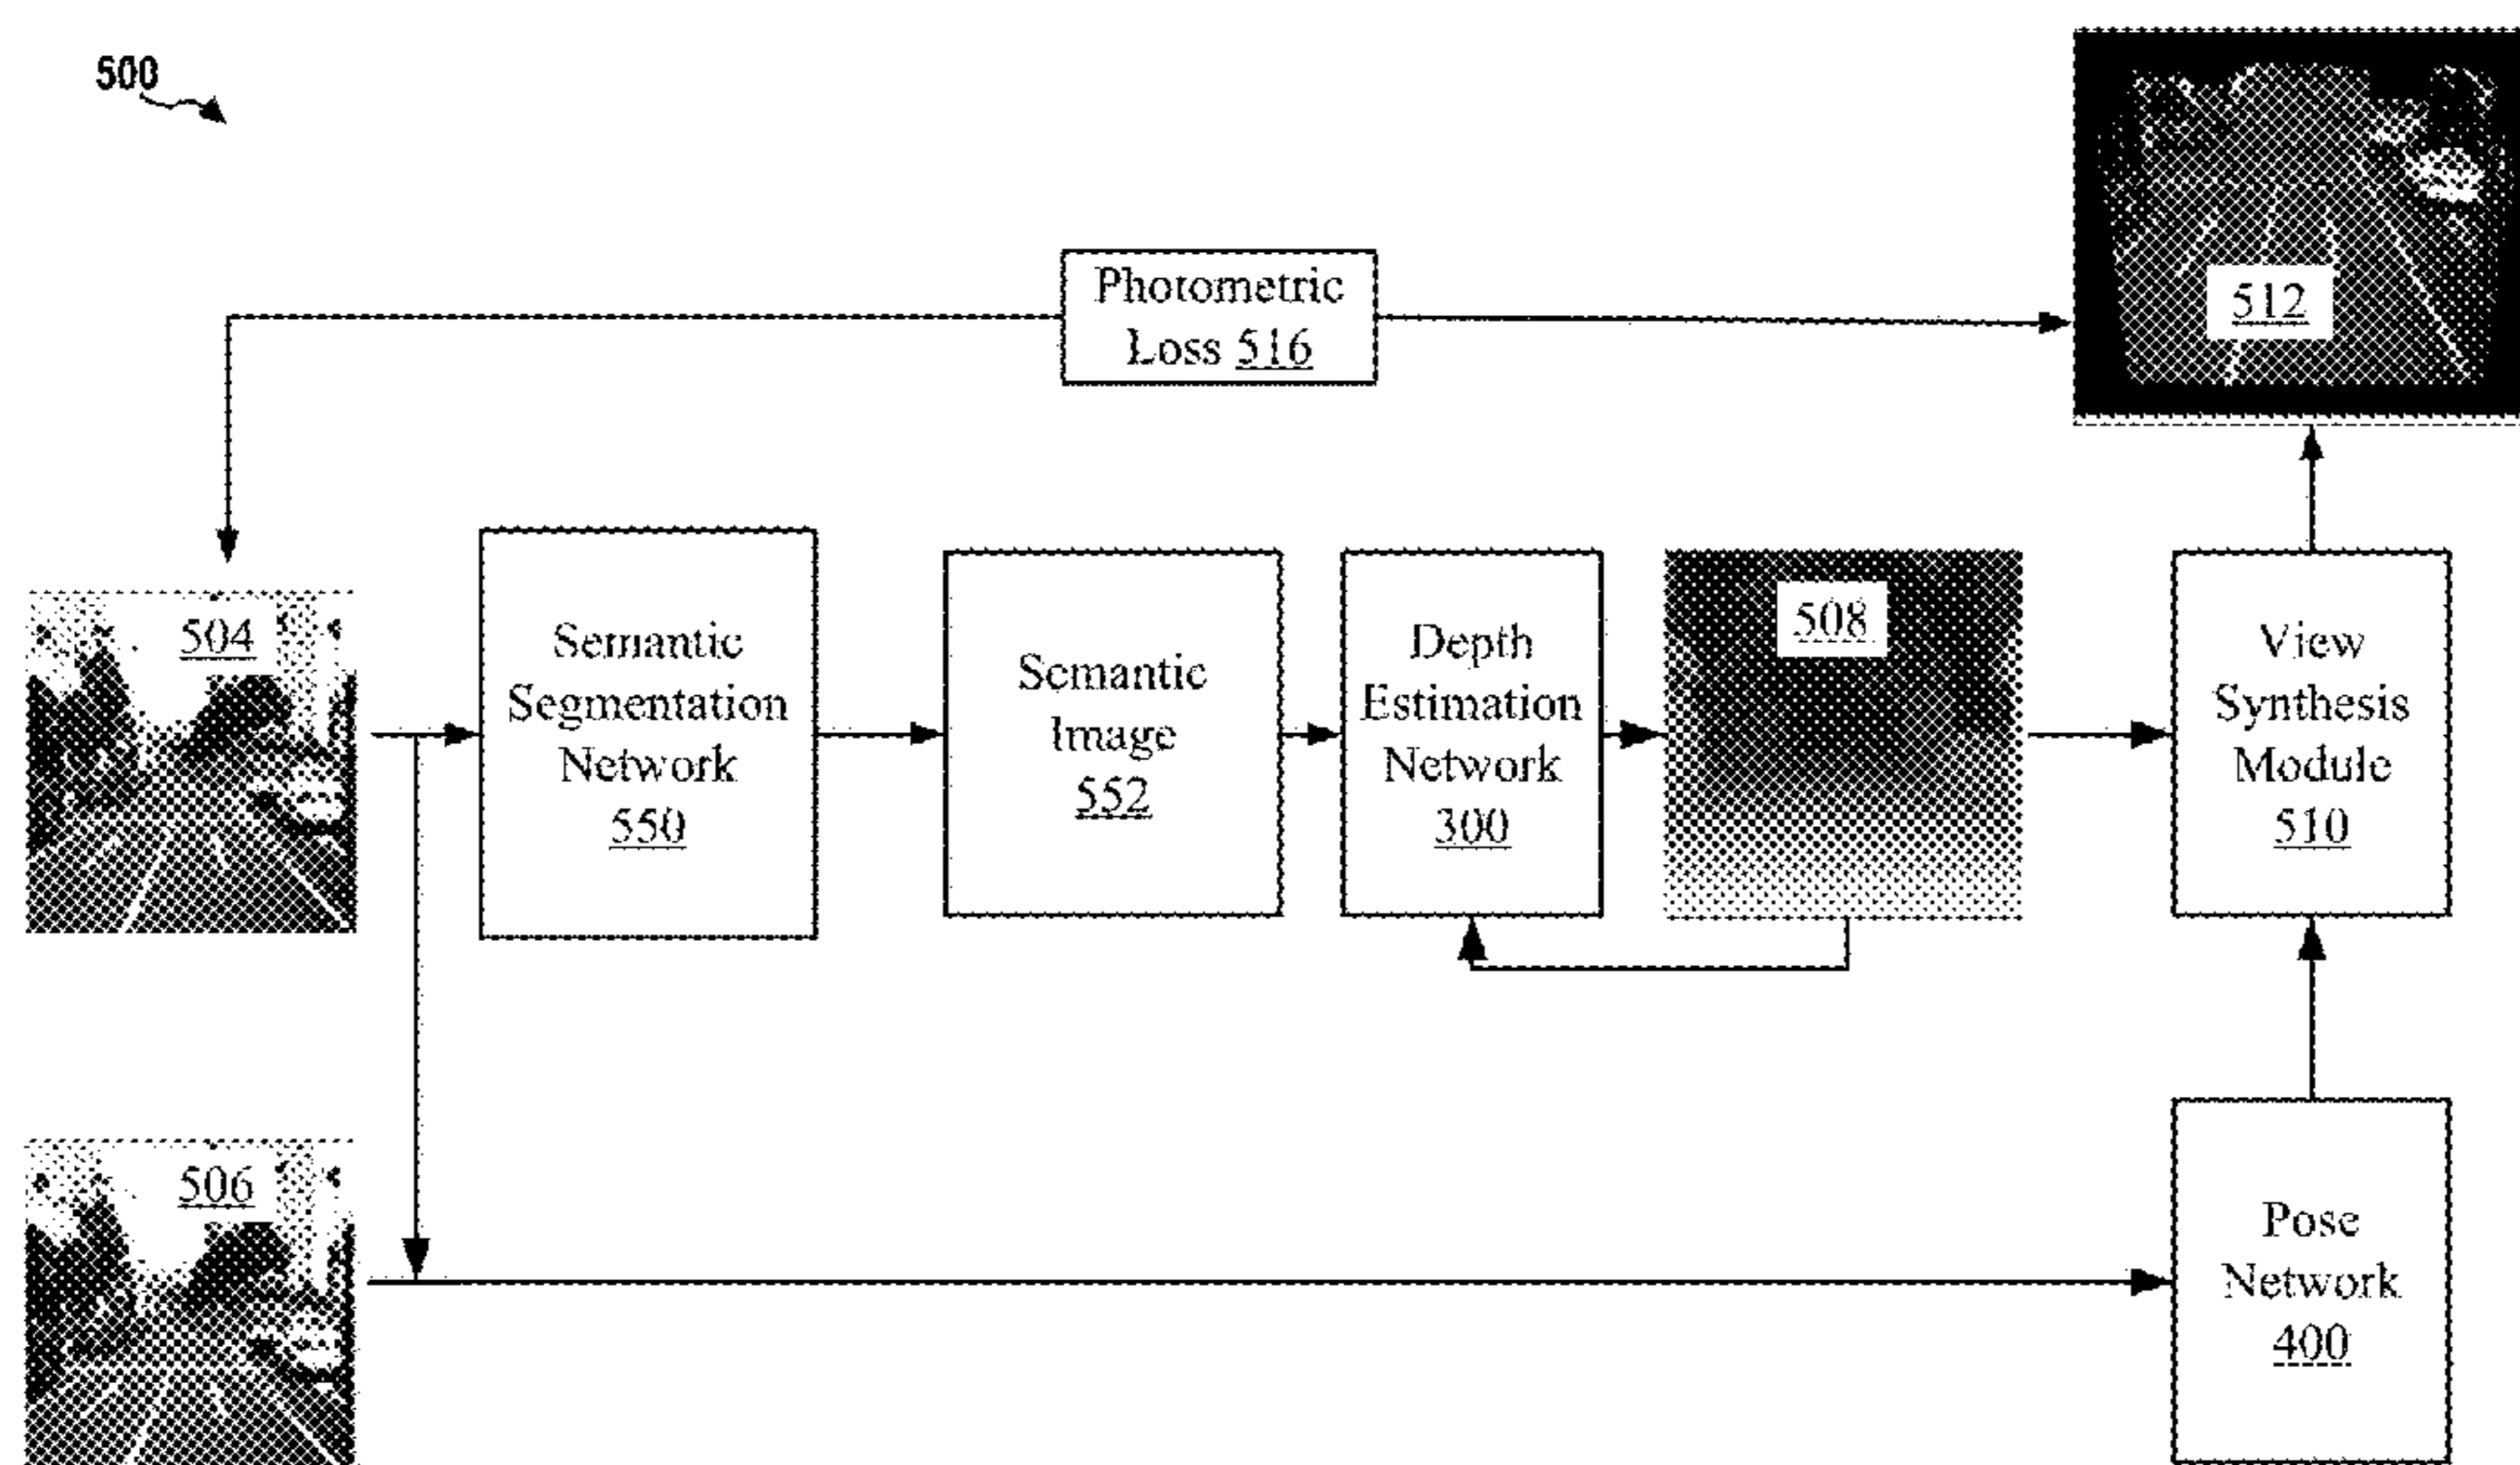 500
512
Photometric
Loss 516
504
Semantic
Segmentation
Network
550
Semantic
Image
552
Depth
Estimation
Network
300
508
View
Synthesis
Module
510
506
Pose
Network
400